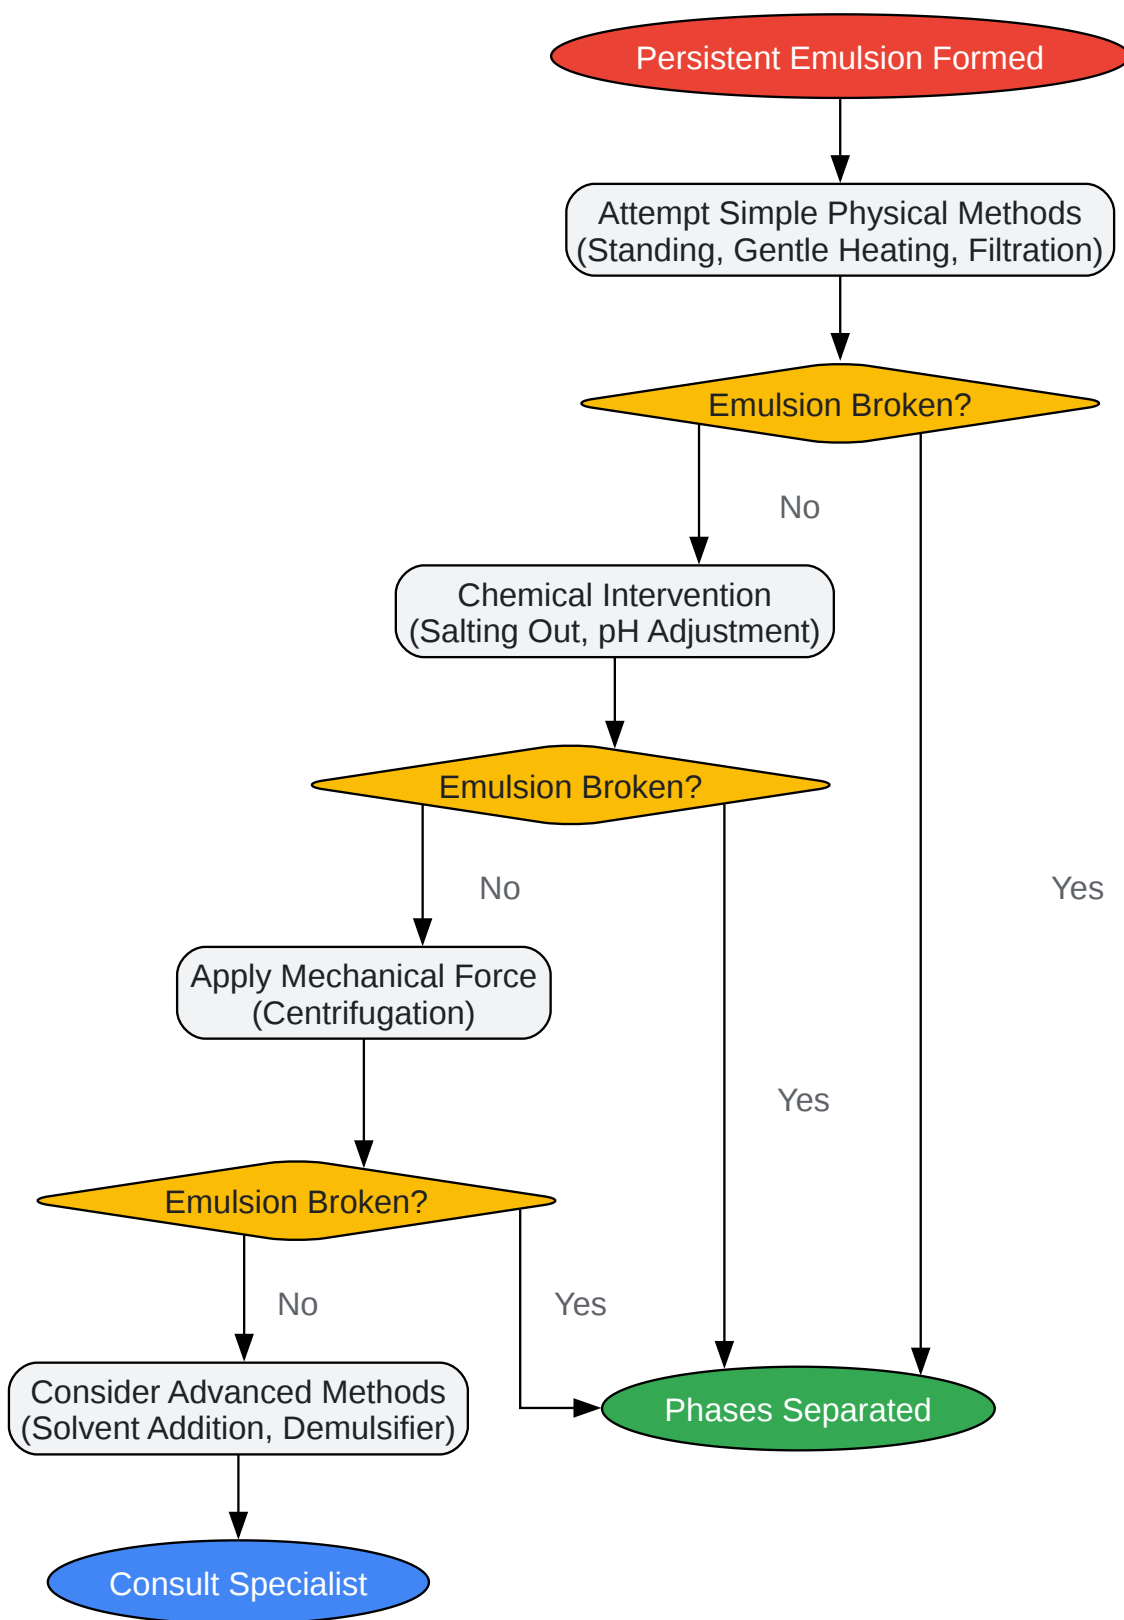 Persistent Emulsion Formed
Attempt Simple Physical Methods
(Standing, Gentle Heating, Filtration)
Emulsion Broken?
No
Chemical Intervention
(Salting Out, pH Adjustment)
Emulsion Broken?
No
Yes
Apply Mechanical Force
(Centrifugation)
Yes
Emulsion Broken?
No
Yes
Consider Advanced Methods
(Solvent Addition, Demulsifier)
Phases Separated
Consult Specialist